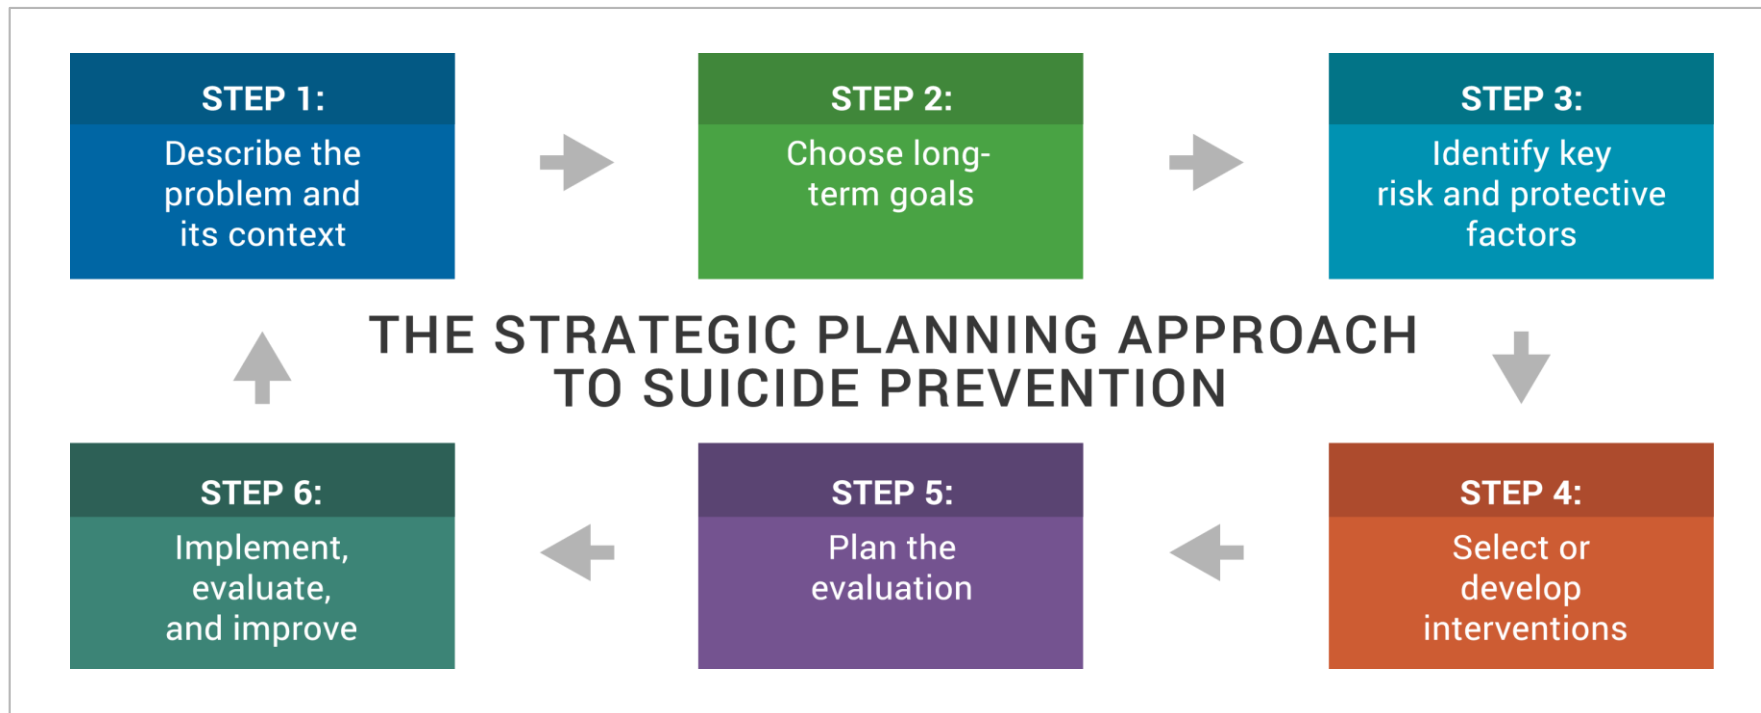 STEP 1:
Describe the
problem and
its context
STEP 2:
Choose long-
term goals
STEP 3:
Identify key
risk and protective
factors
THE STRATEGIC PLANNING APPROACH
TO SUICIDE PREVENTION
STEP 4:
Select or
develop
interventions
STEP 5:
Plan the
evaluation
STEP 6:
Implement,
evaluate,
and improve